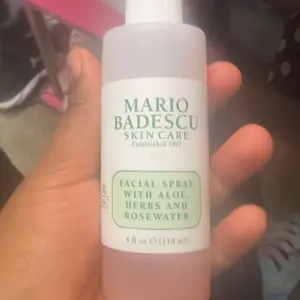 MARIO
BADESCU
SKIN CARE
Established 1967
FACIAL SPRAY
WITH ALOE,
HERBS AND
ROSEWATER
4 fl oz ℮ (118 ml)